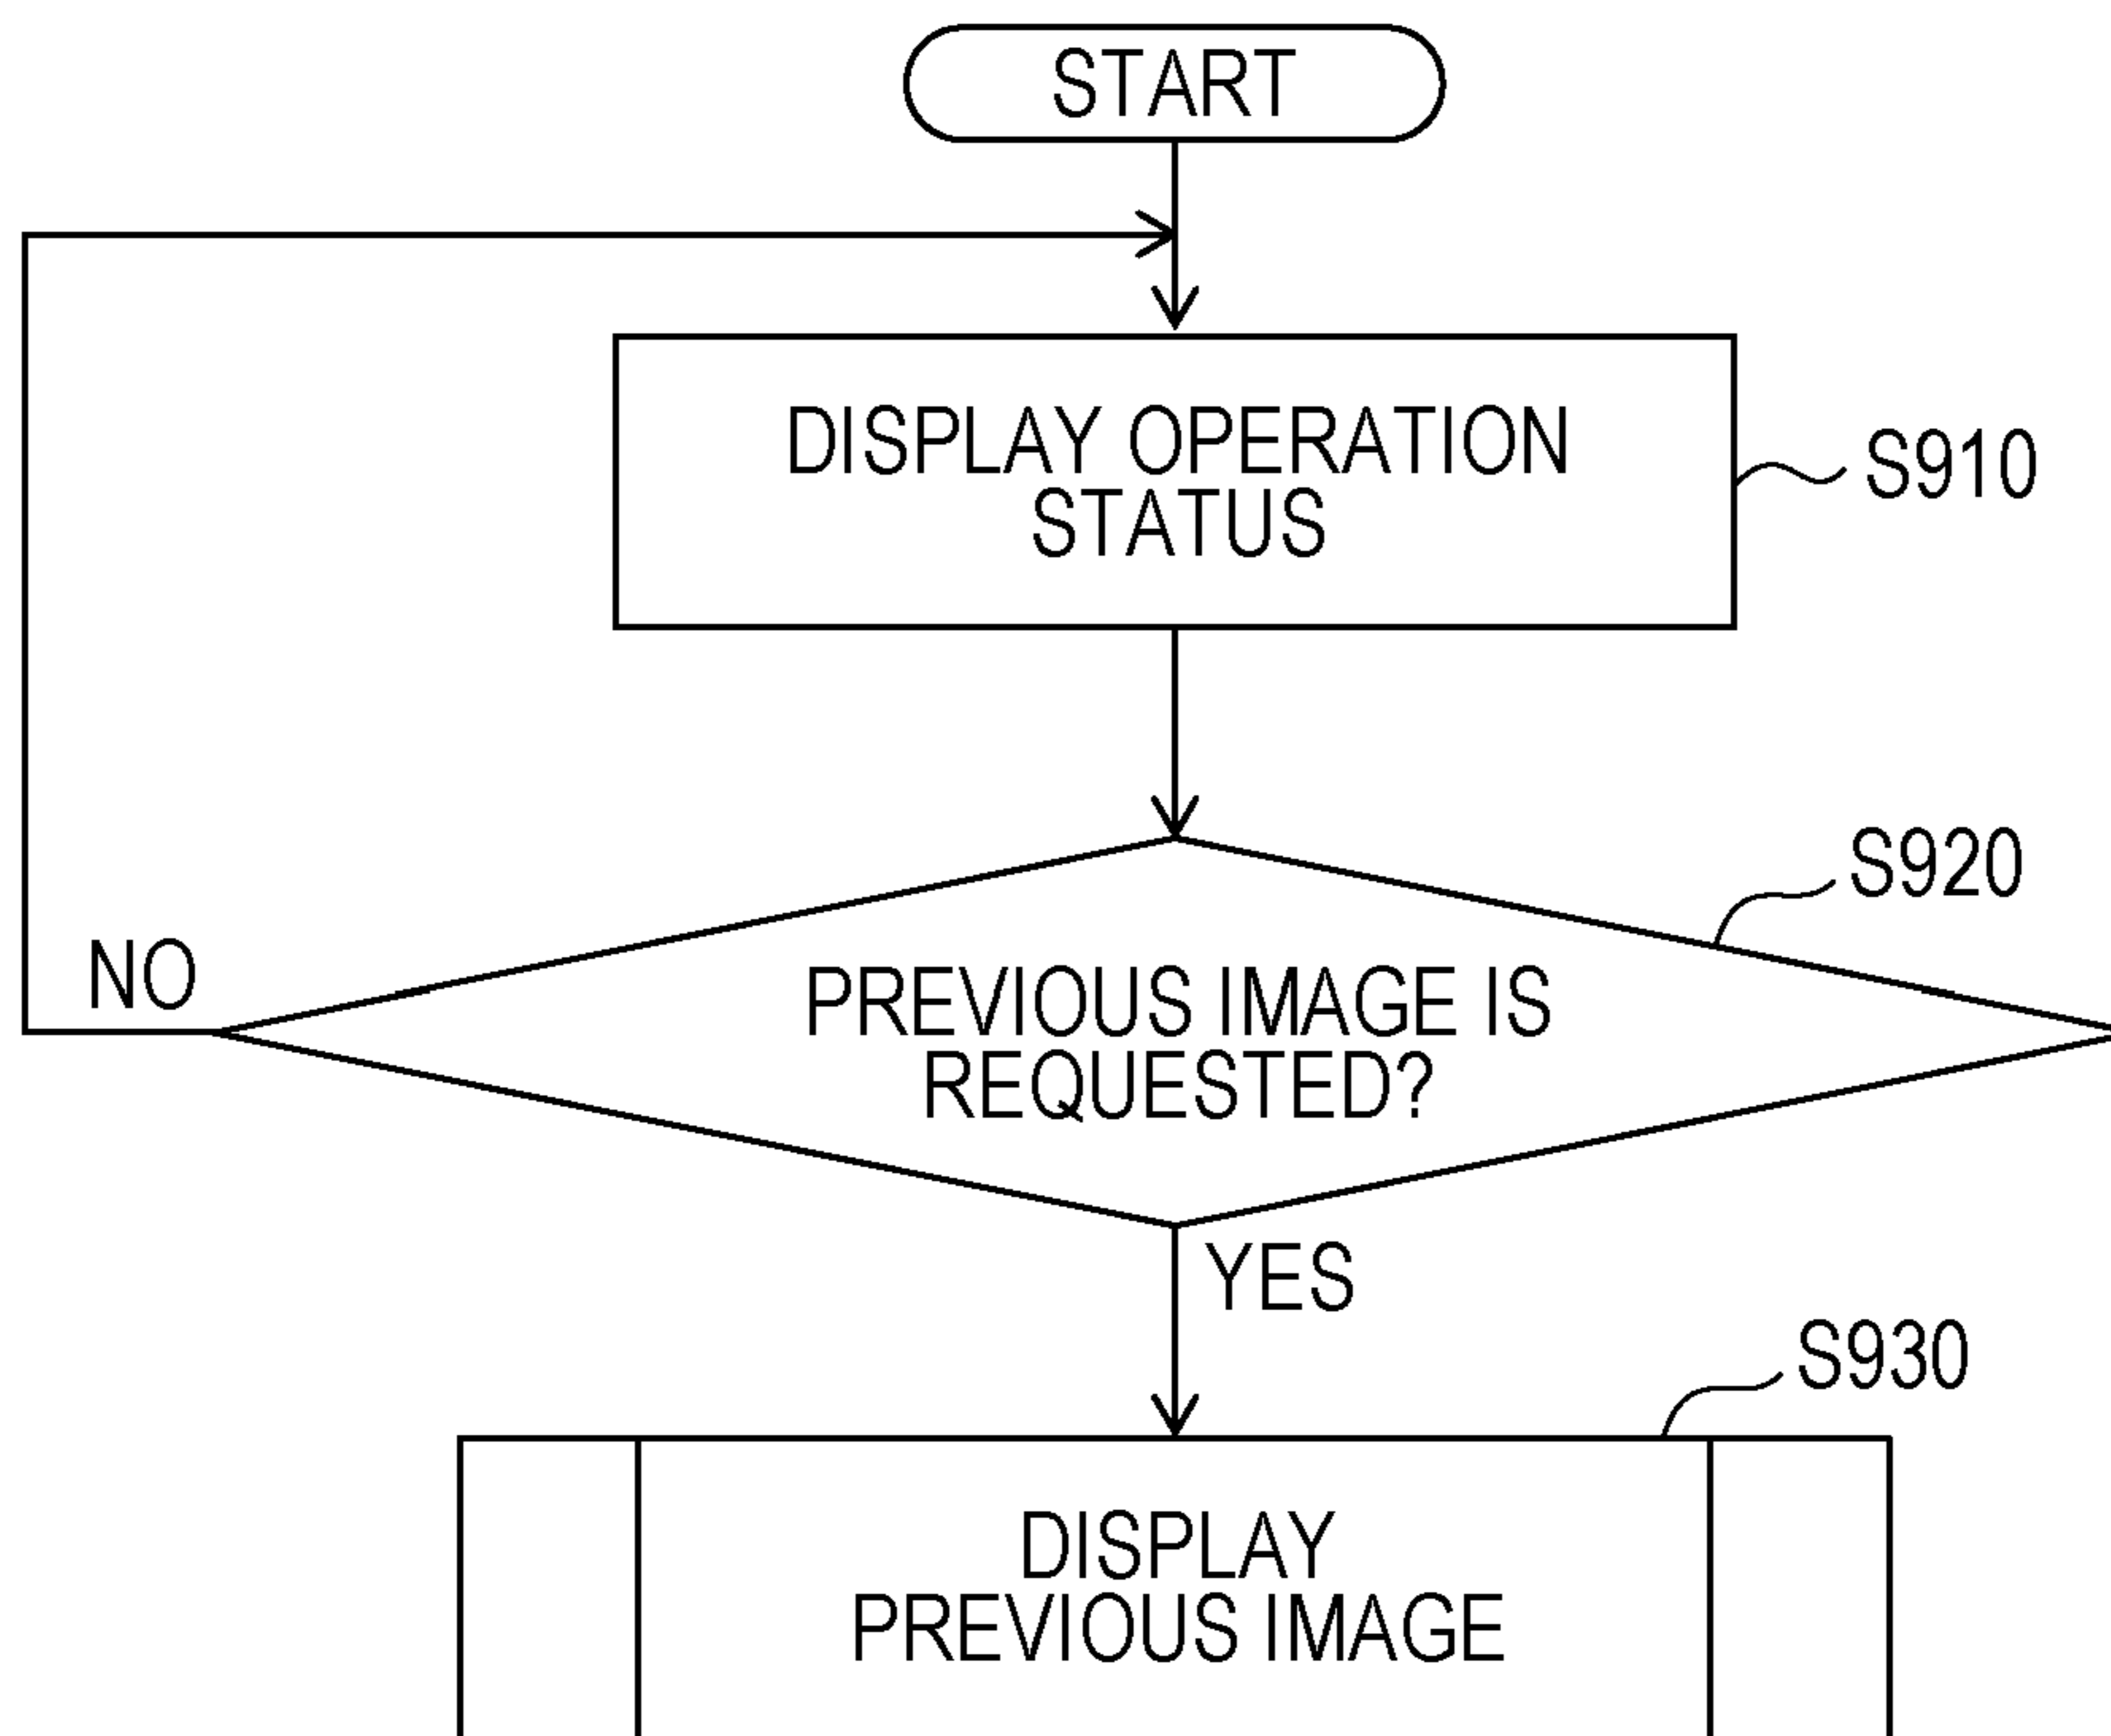 START
DISPLAY OPERATION
STATUS
S910
S920
NO
PREVIOUS IMAGE IS
REQUESTED?
YES
S930
DISPLAY
PREVIOUS IMAGE